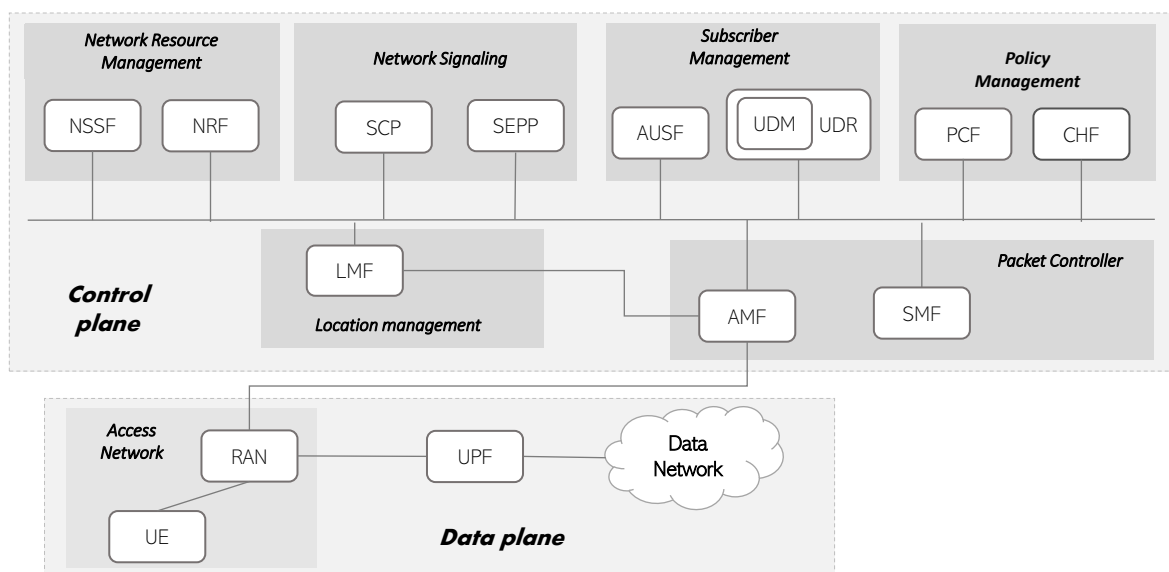 Network Resource
Management
NSSF
NRF
Network Signaling
SCP
SEPP
Subscriber
Management
AUSF
UDM
UDR
Policy
Management
PCF
CHF
Control
plane
LMF
Location management
Packet Controller
AMF
SMF
Access
Network
RAN
UE
UPF
Data
Network
Data plane